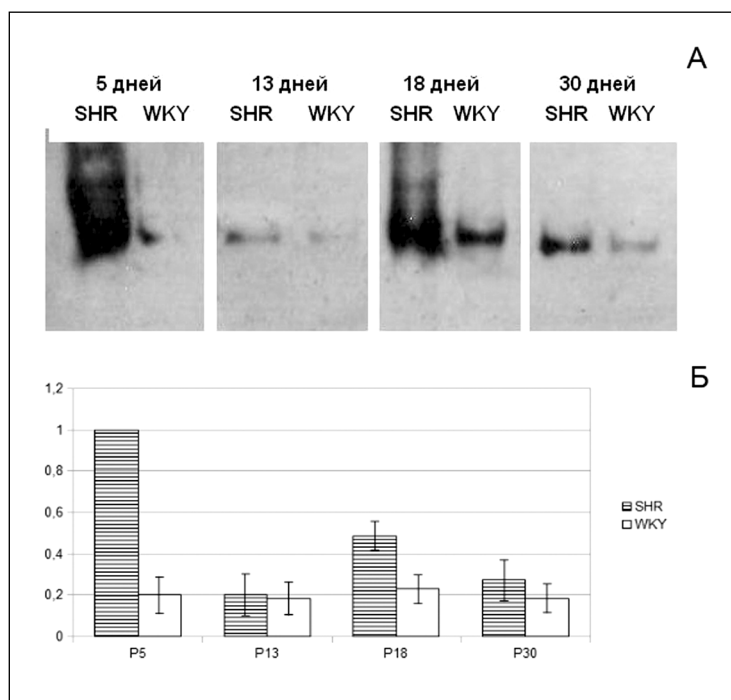 А
5 дней 13 дней 18 дней 30 дней
SHR WKY SHR WKY SHR WKY SHR WKY
Б
1,2
1
0,8
0,6
0,4
0,2
0
SHR
WKY
P5 P13 P18 P30